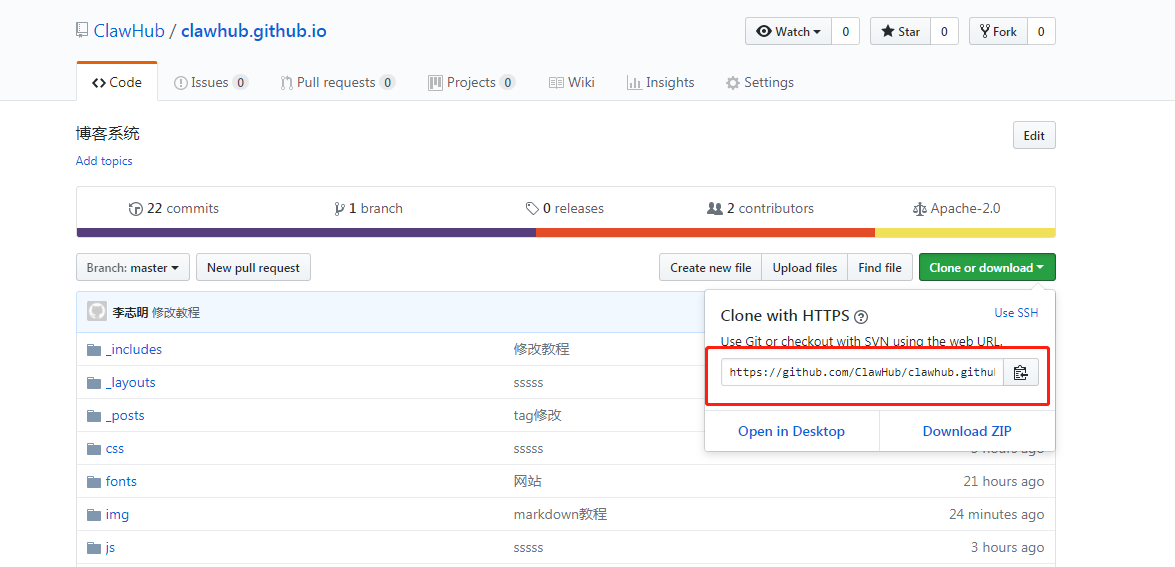 ClawHub / clawhub.github.io
Watch 0 Star 0 Fork 0
Code Issues 0 Pull requests 0 Projects 0 Wiki Insights Settings
博客系统
Edit
Add topics
22 commits 1 branch 0 releases 2 contributors Apache-2.0
Branch: master New pull request Create new file Upload files Find file Clone or download
李志明 修改教程
Clone with HTTPS Use SSH
Use Git or checkout with SVN using the web URL.
https://github.com/ClawHub/clawhub.githu
Open in Desktop Download ZIP
_includes 修改教程
_layouts sssss
_posts tag修改
css sssss 3 hours ago
fonts 网站 21 hours ago
img markdown教程 24 minutes ago
js sssss 3 hours ago